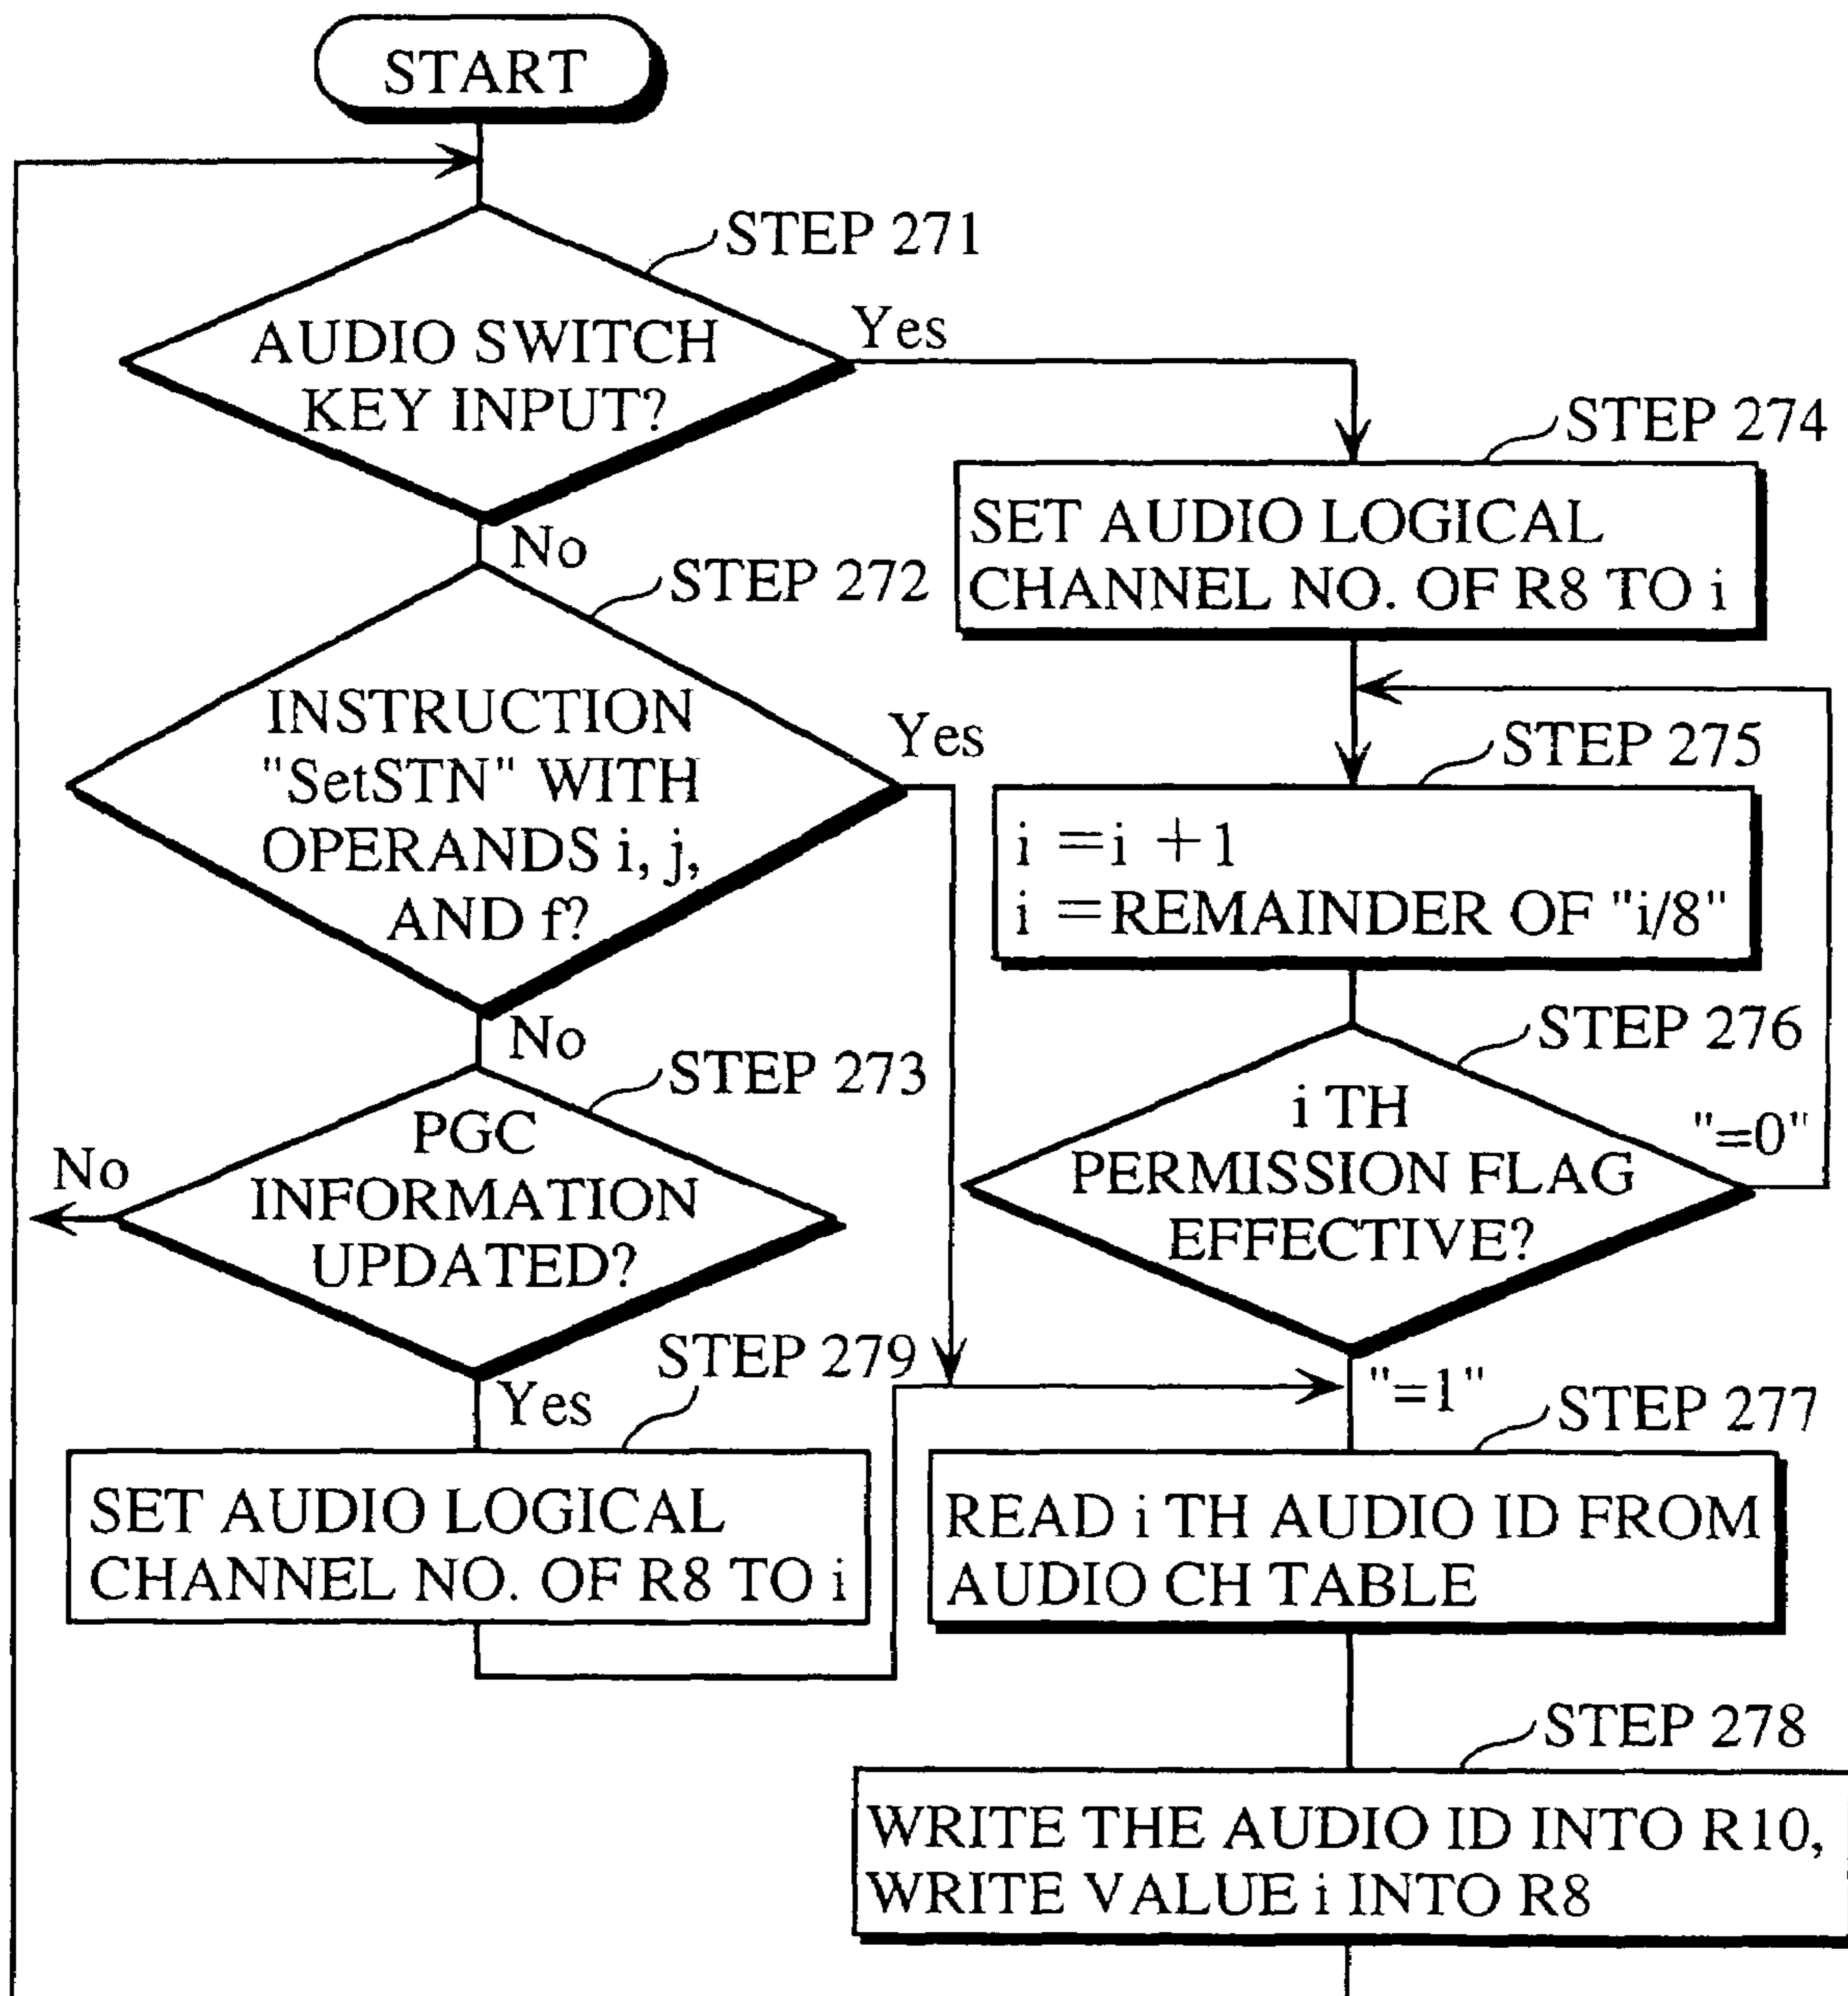 START
STEP 271
AUDIO SWITCH
KEY INPUT?
Yes
No
STEP 272
INSTRUCTION
"SetSTN" WITH
OPERANDS i, j,
AND f?
Yes
No
STEP 273
PGC
INFORMATION
UPDATED?
No
Yes
STEP 279
SET AUDIO LOGICAL
CHANNEL NO. OF R8 TO i
STEP 274
SET AUDIO LOGICAL
CHANNEL NO. OF R8 TO i
STEP 275
i =i +1
i =REMAINDER OF "i/8"
STEP 276
i TH
PERMISSION FLAG
EFFECTIVE?
"=0"
"=1"
STEP 277
READ i TH AUDIO ID FROM
AUDIO CH TABLE
STEP 278
WRITE THE AUDIO ID INTO R10,
WRITE VALUE i INTO R8